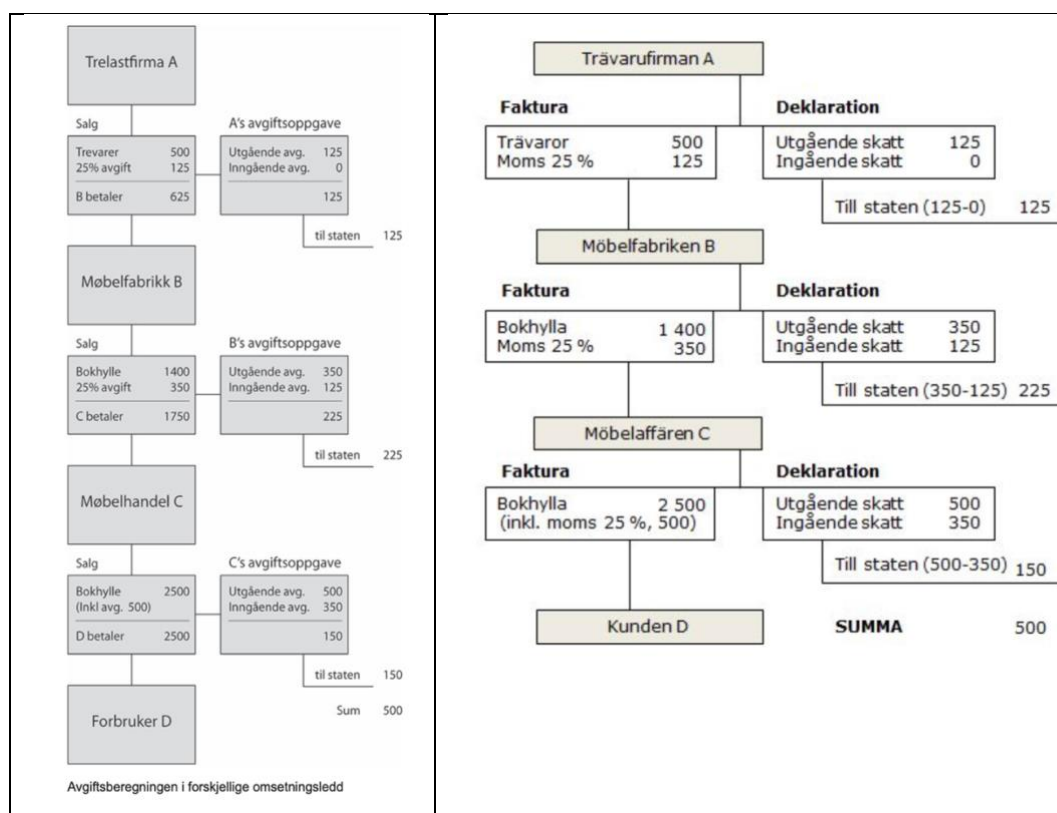 Trelastfirma A
Salg
A's avgiftsoppgave
Trevarer 500
25% avgift 125
B betaler 625
Utgående avg. 125
Inngående avg. 0
125
til staten 125
Møbelfabrikk B
Salg
B's avgiftsoppgave
Bokhylle 1400
25% avgift 350
C betaler 1750
Utgående avg. 350
Inngående avg. 125
225
til staten 225
Møbelhandel C
Salg
C's avgiftsoppgave
Bokhylle 2500
(Inkl avg. 500)
D betaler 2500
Utgående avg. 500
Inngående avg. 350
150
til staten 150
Sum 500
Forbruker D
Avgiftsberegningen i forskjellige omsetningsledd
Trävarufirman A
Faktura
Deklaration
Trävaror 500
Moms 25 % 125
Utgående skatt 125
Ingående skatt 0
Till staten (125-0) 125
Möbelfabriken B
Faktura
Deklaration
Bokhylla 1 400
Moms 25 % 350
Utgående skatt 350
Ingående skatt 125
Till staten (350-125) 225
Möbelaffären C
Faktura
Deklaration
Bokhylla 2 500
(inkl. moms 25 %, 500)
Utgående skatt 500
Ingående skatt 350
Till staten (500-350) 150
Kunden D
SUMMA 500